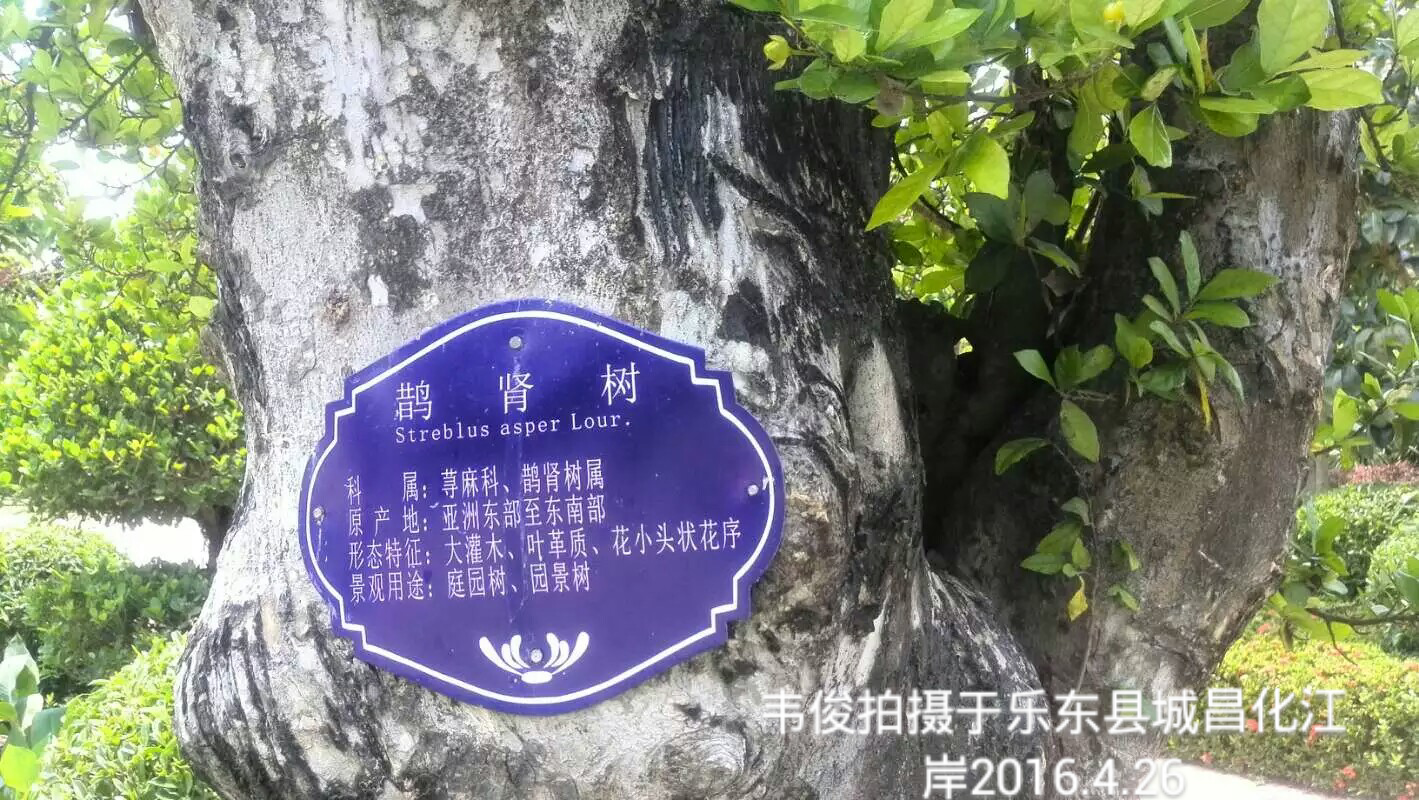 鹊肾树
Streblus asper Lour.
科 属：荨麻科、鹊肾树属
原产地：亚洲东部至东南部
形态特征：大灌木、叶革质、花小头状花序
景观用途：庭园树、园景树
韦俊拍摄于乐东县城昌化江
岸2016.4.26